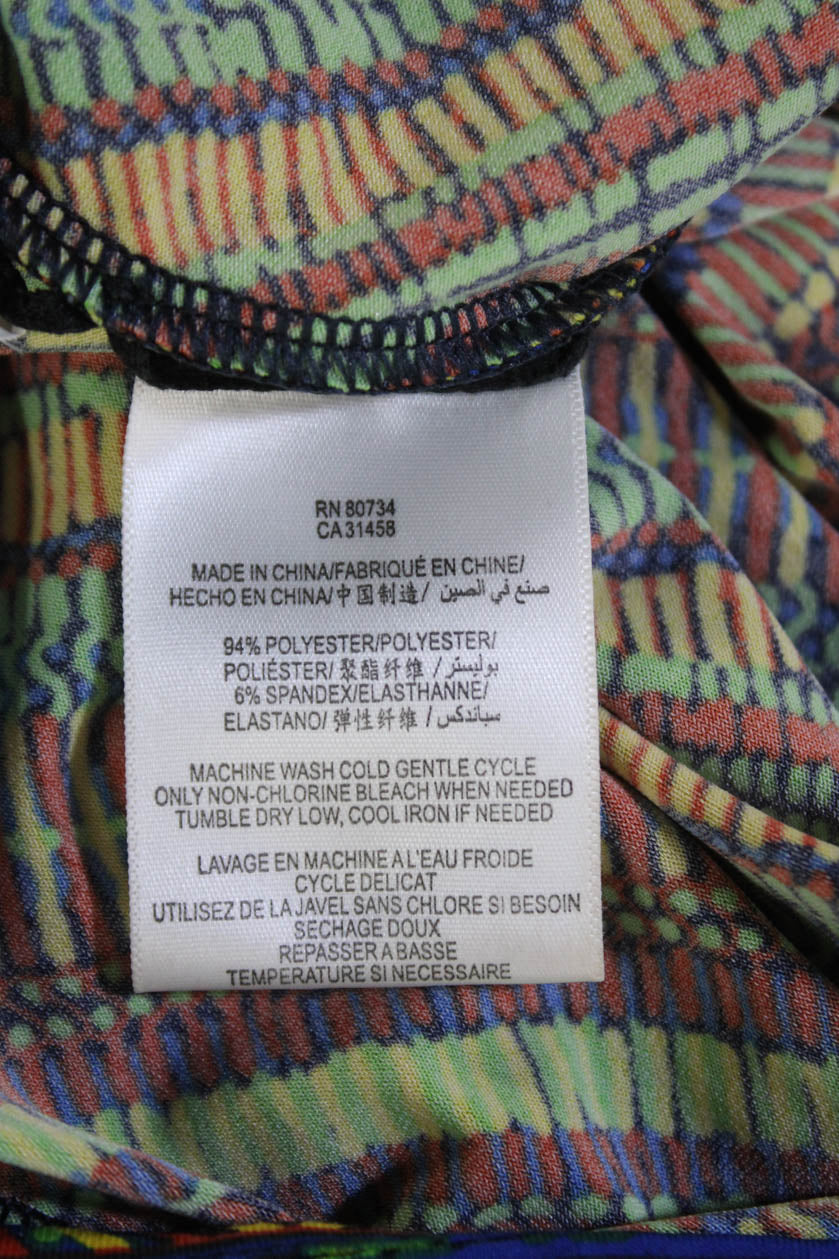 RN 80734
CA 31458
MADE IN CHINA/FABRIQUÉ EN CHINE/
HECHO EN CHINA/中国制造/ صنع في الصين
94% POLYESTER/POLYESTER/
POLIÉSTER/ 聚酯纤维 / بوليستر
6% SPANDEX/ELASTHANNE/
ELASTANO/ 弹性纤维 / سباندكس
MACHINE WASH COLD GENTLE CYCLE
ONLY NON-CHLORINE BLEACH WHEN NEEDED
TUMBLE DRY LOW, COOL IRON IF NEEDED
LAVAGE EN MACHINE A L'EAU FROIDE
CYCLE DELICAT
UTILISEZ DE LA JAVEL SANS CHLORE SI BESOIN
SECHAGE DOUX
REPASSER A BASSE
TEMPERATURE SI NECESSAIRE